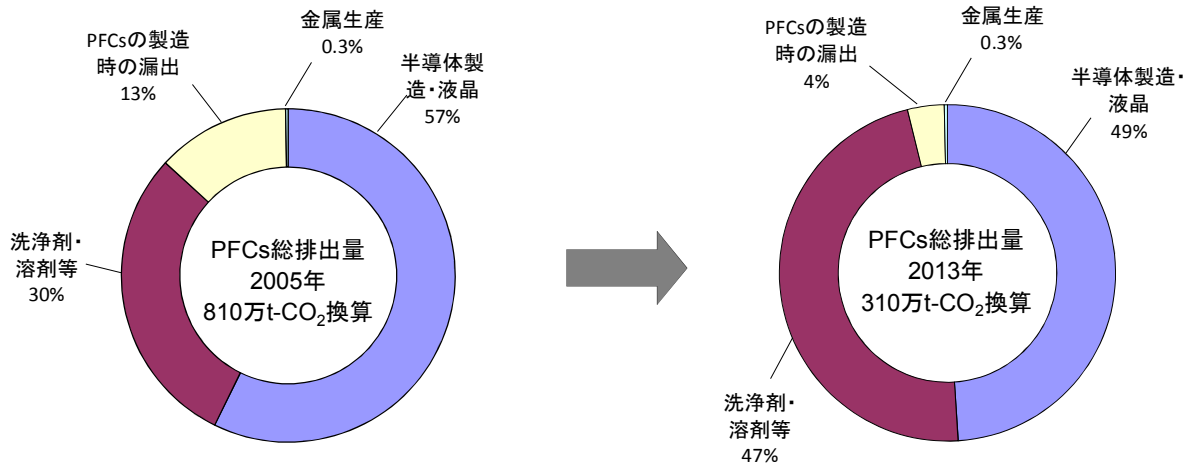 金属生産
0.3%
PFCsの製造
時の漏出
13%
半導体製
造・液晶
57%
洗浄剤・
溶剤等
30%
PFCs総排出量
2005年
810万t-CO₂換算
金属生産
0.3%
PFCsの製造
時の漏出
4%
半導体製造・
液晶
49%
PFCs総排出量
2013年
310万t-CO₂換算
洗浄剤・
溶剤等
47%